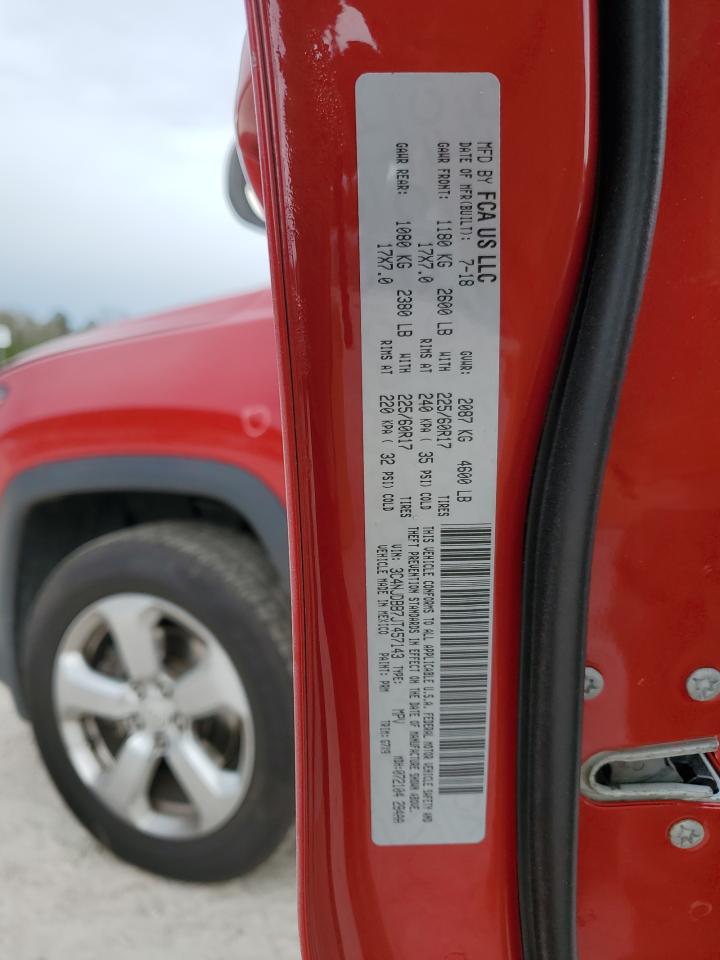 MFD BY FCA US LLC
DATE OF MFR(BUILT): 7-18 GVWR: 2087 KG 4600 LB
GAWR FRONT: 1180 KG 2600 LB WITH 225/60R17 TIRES
17X7.0 RIMS AT 240 KPA( 35 PSI) COLD
GAWR REAR: 1080 KG 2380 LB WITH 225/60R17 TIRES
17X7.0 RIMS AT 220 KPA( 32 PSI) COLD
THIS VEHICLE CONFORMS TO ALL APPLICABLE U.S.A. FEDERAL MOTOR VEHICLE SAFETY AND
THEFT PREVENTION STANDARDS IN EFFECT ON THE DATE OF MANUFACTURE SHOWN ABOVE.
VIN: 3C4NJDBB7JT457143 TYPE: MPV MDH:072104 284AAA
VEHICLE MADE IN MEXICO PAINT: PRM TRIM: